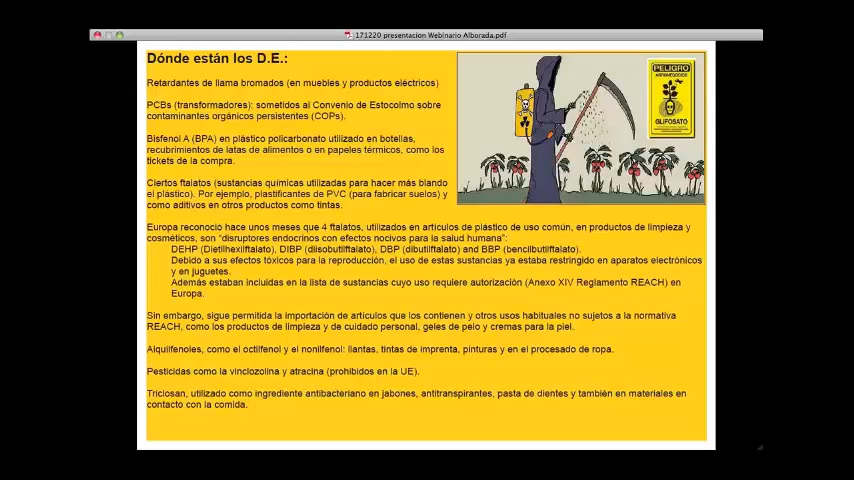 171220 presentacion Webinario Alborada.pdf
Dónde están los D.E.:
Retardantes de llama bromados (en muebles y productos eléctricos)
PCBs (transformadores): sometidos al Convenio de Estocolmo sobre
contaminantes orgánicos persistentes (COPs).
Bisfenol A (BPA) en plástico policarbonato utilizado en botellas,
recubrimientos de latas de alimentos o en papeles térmicos, como los
tickets de la compra.
Ciertos ftalatos (sustancias químicas utilizadas para hacer más blando
el plástico). Por ejemplo, plastificantes de PVC (para fabricar suelos) y
como aditivos en otros productos como tintas.
PELIGRO
AGRONEGOCIOS
GLIFOSATO
Europa reconoció hace unos meses que 4 ftalatos, utilizados en artículos de plástico de uso común, en productos de limpieza y
cosméticos, son "disruptores endocrinos con efectos nocivos para la salud humana":
DEHP (Dietilhexilftalato), DIBP (diisobutilftalato), DBP (dibutilftalato) and BBP (bencilbutilftalato).
Debido a sus efectos tóxicos para la reproducción, el uso de estas sustancias ya estaba restringido en aparatos electrónicos
y en juguetes.
Además estaban incluidas en la lista de sustancias cuyo uso requiere autorización (Anexo XIV Reglamento REACH) en
Europa.
Sin embargo, sigue permitida la importación de artículos que los contienen y otros usos habituales no sujetos a la normativa
REACH, como los productos de limpieza y de cuidado personal, geles de pelo y cremas para la piel.
Alquilfenoles, como el octilfenol y el nonilfenol: llantas, tintas de imprenta, pinturas y en el procesado de ropa.
Pesticidas como la vinclozolina y atracina (prohibidos en la UE).
Triclosan, utilizado como ingrediente antibacteriano en jabones, antitranspirantes, pasta de dientes y también en materiales en
contacto con la comida.